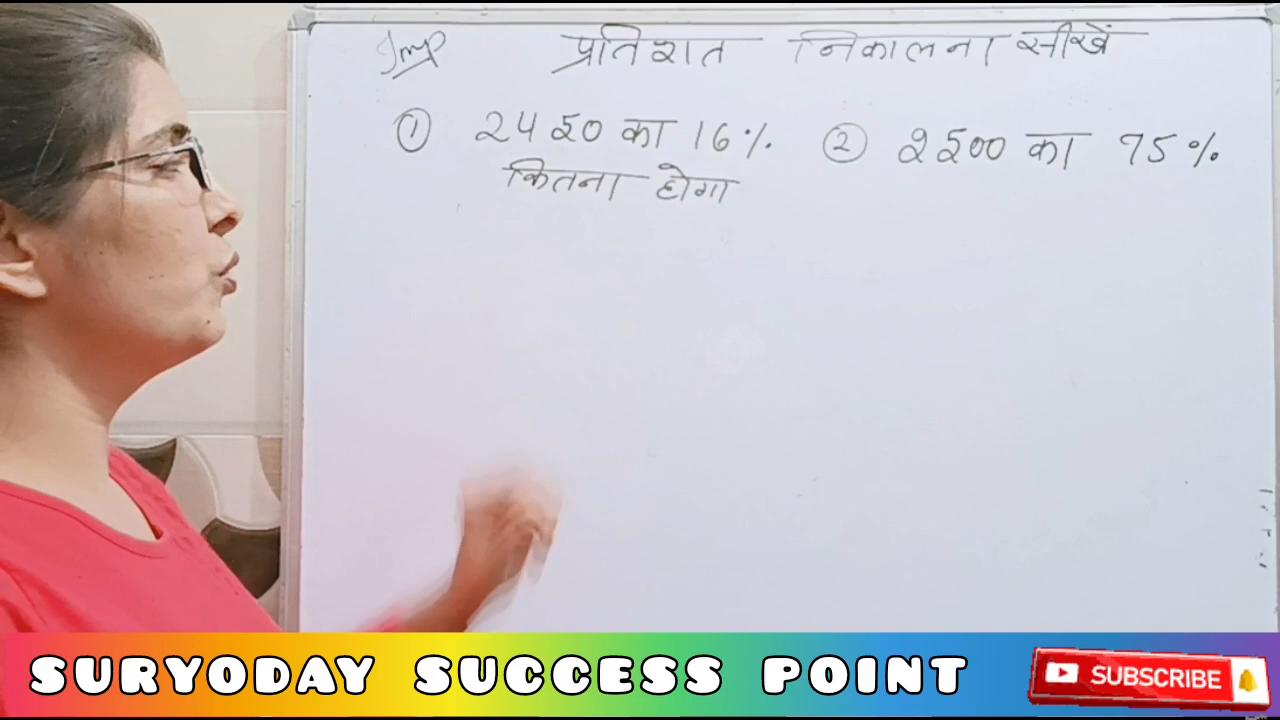 Imp प्रतिशत निकालना सीखें
① 2450 का 16%
कितना होगा
② 2500 का 75%
SURYODAY SUCCESS POINT
SUBSCRIBE